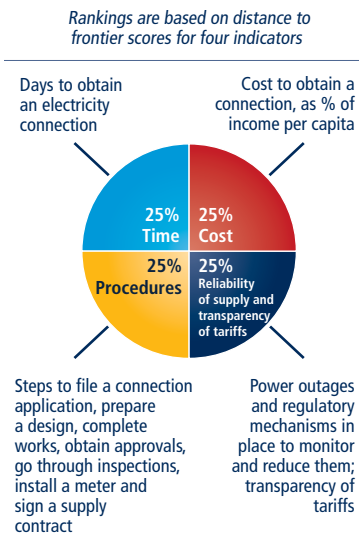 Rankings are based on distance to
frontier scores for four indicators
Days to obtain
an electricity
connection
Cost to obtain a
connection, as % of
income per capita
25%
Time
25%
Cost
25%
Procedures
25%
Reliability
of supply and
transparency
of tariffs
Steps to file a connection
application, prepare
a design, complete
works, obtain approvals,
go through inspections,
install a meter and
sign a supply
contract
Power outages
and regulatory
mechanisms in
place to monitor
and reduce them;
transparency of
tariffs